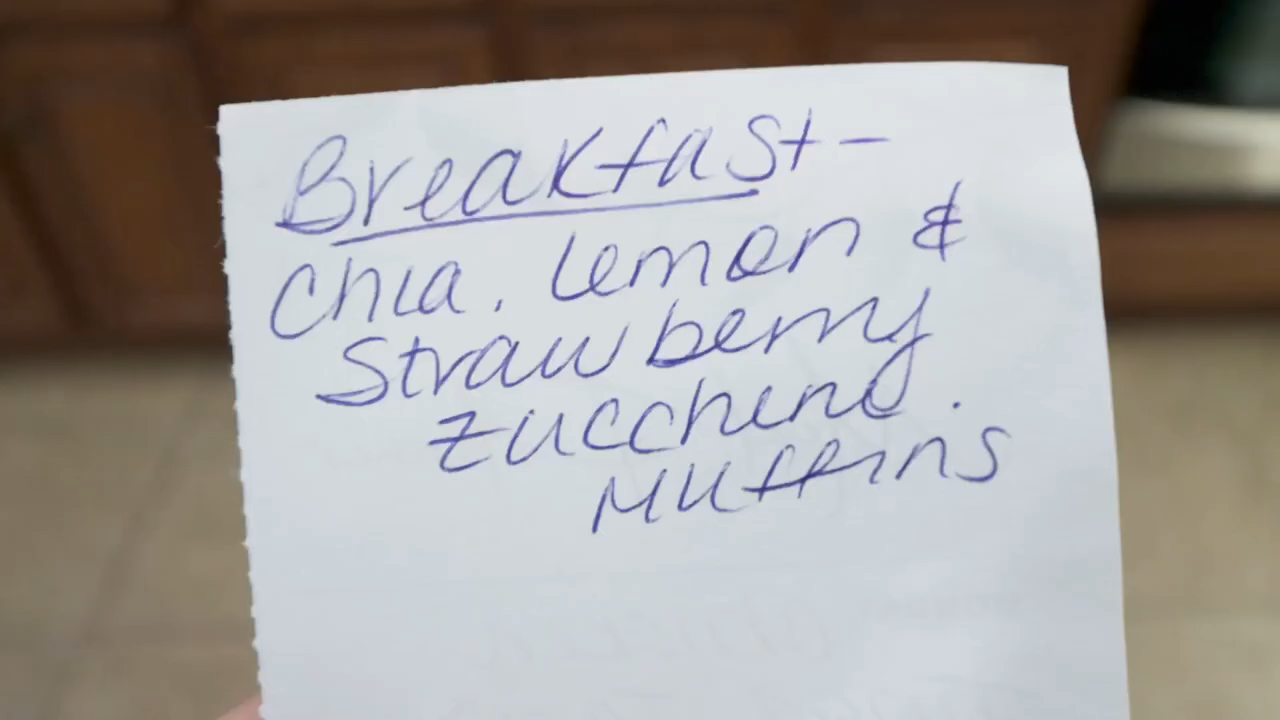 Breakfast-
Chia, lemon &
Strawberry
Zucchini
Muffins